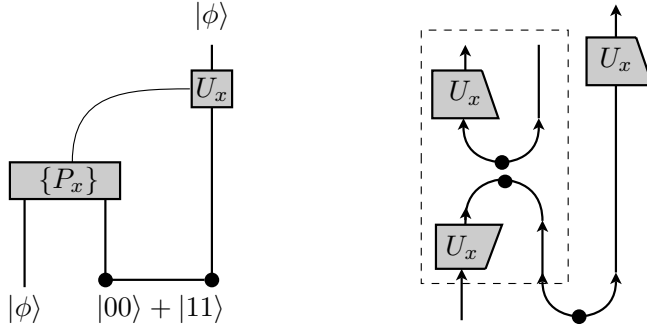 |ϕ⟩
U_x
{P_x}
|ϕ⟩ |00⟩ + |11⟩
U_x
U_x
U_x